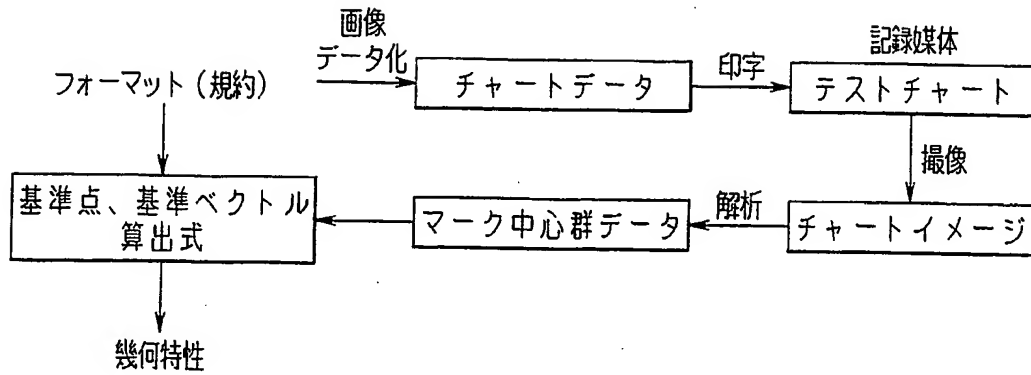 画像
データ化
チャートデータ
印字
記録媒体
テストチャート
撮像
チャートイメージ
解析
マーク中心群データ
フォーマット(規約)
基準点、基準ベクトル
算出式
幾何特性